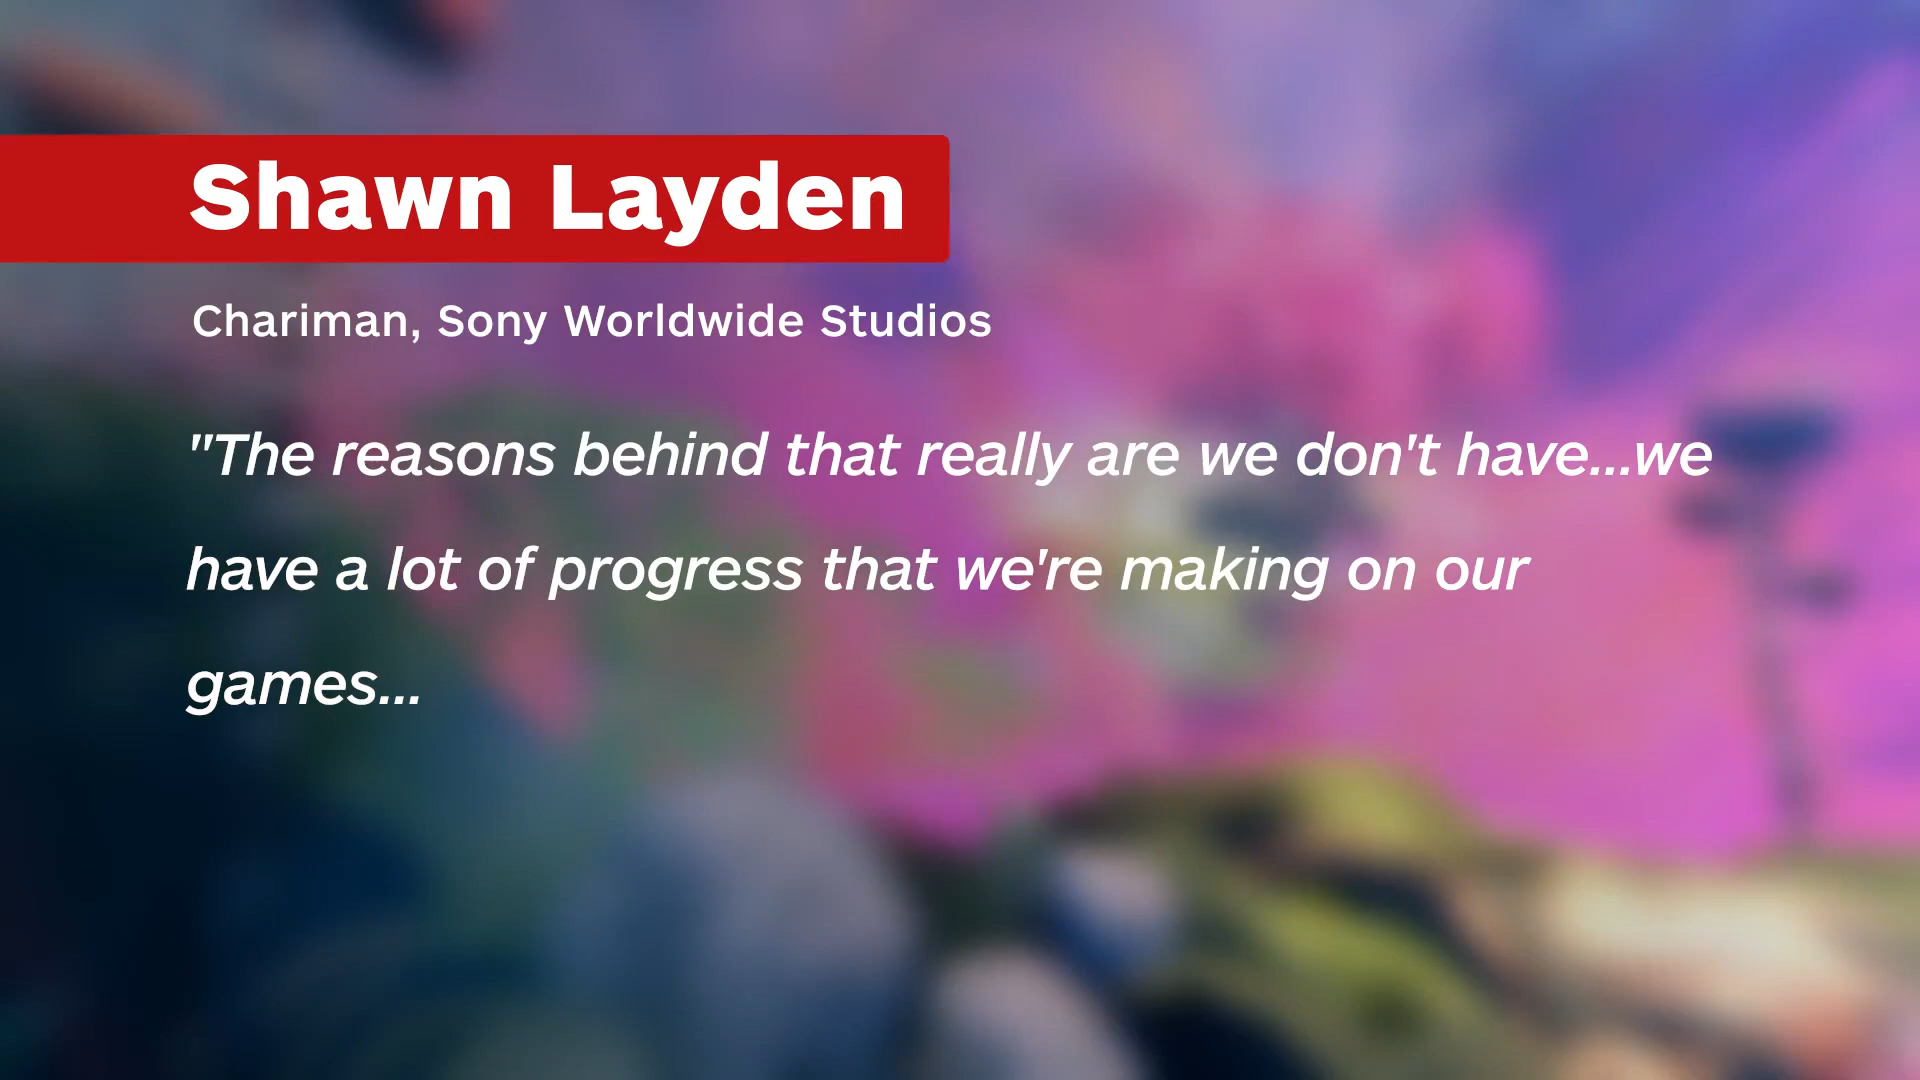 Shawn Layden
Chariman, Sony Worldwide Studios
"The reasons behind that really are we don't have...we
have a lot of progress that we're making on our
games...